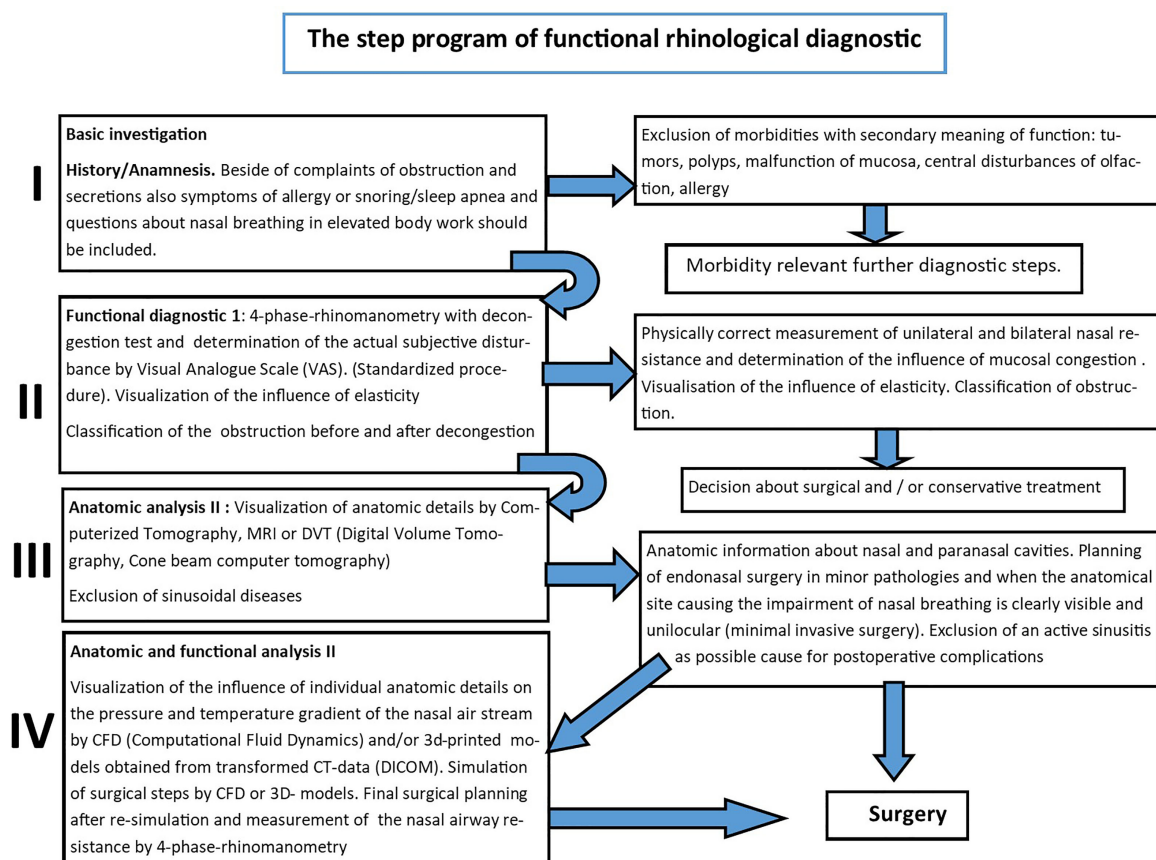 The step program of functional rhinological diagnostic
I
Basic investigation
History/Anamnesis. Beside of complaints of obstruction and
secretions also symptoms of allergy or snoring/sleep apnea and
questions about nasal breathing in elevated body work should
be included.
Exclusion of morbidities with secondary meaning of function: tu-
mors, polyps, malfunction of mucosa, central disturbances of olfac-
tion, allergy
Morbidity relevant further diagnostic steps.
II
Functional diagnostic 1: 4-phase-rhinomanometry with decon-
gestion test and determination of the actual subjective distur-
bance by Visual Analogue Scale (VAS). (Standardized proce-
dure). Visualization of the influence of elasticity
Classification of the obstruction before and after decongestion
Physically correct measurement of unilateral and bilateral nasal re-
sistance and determination of the influence of mucosal congestion .
Visualisation of the influence of elasticity. Classification of obstruc-
tion.
Decision about surgical and / or conservative treatment
III
Anatomic analysis II : Visualization of anatomic details by Com-
puterized Tomography, MRI or DVT (Digital Volume Tomo-
graphy, Cone beam computer tomography)
Exclusion of sinusoidal diseases
Anatomic information about nasal and paranasal cavities. Planning
of endonasal surgery in minor pathologies and when the anatomical
site causing the impairment of nasal breathing is clearly visible and
unilocular (minimal invasive surgery). Exclusion of an active sinusitis
as possible cause for postoperative complications
IV
Anatomic and functional analysis II
Visualization of the influence of individual anatomic details on
the pressure and temperature gradient of the nasal air stream
by CFD (Computational Fluid Dynamics) and/or 3d-printed mo-
dels obtained from transformed CT-data (DICOM). Simulation
of surgical steps by CFD or 3D- models. Final surgical planning
after re-simulation and measurement of the nasal airway re-
sistance by 4-phase-rhinomanometry
Surgery